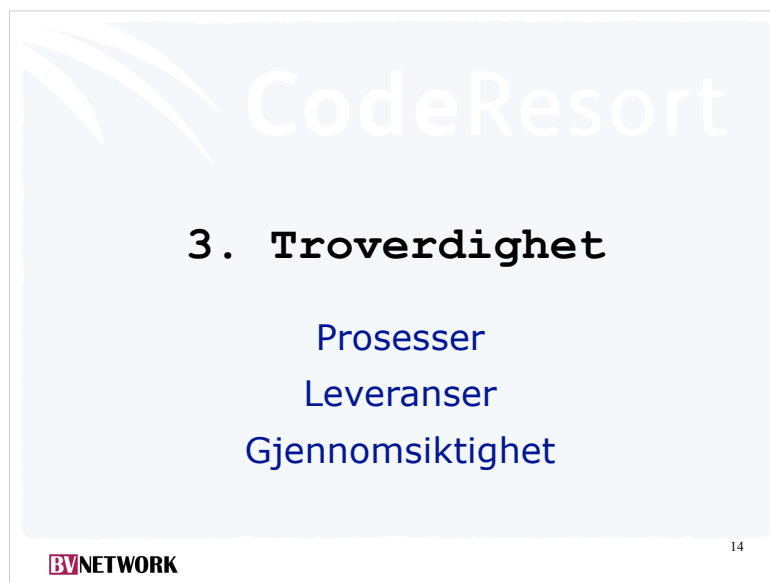 CodeResort
3. Troverdighet
Prosesser
Leveranser
Gjennomsiktighet
14
BVNETWORK